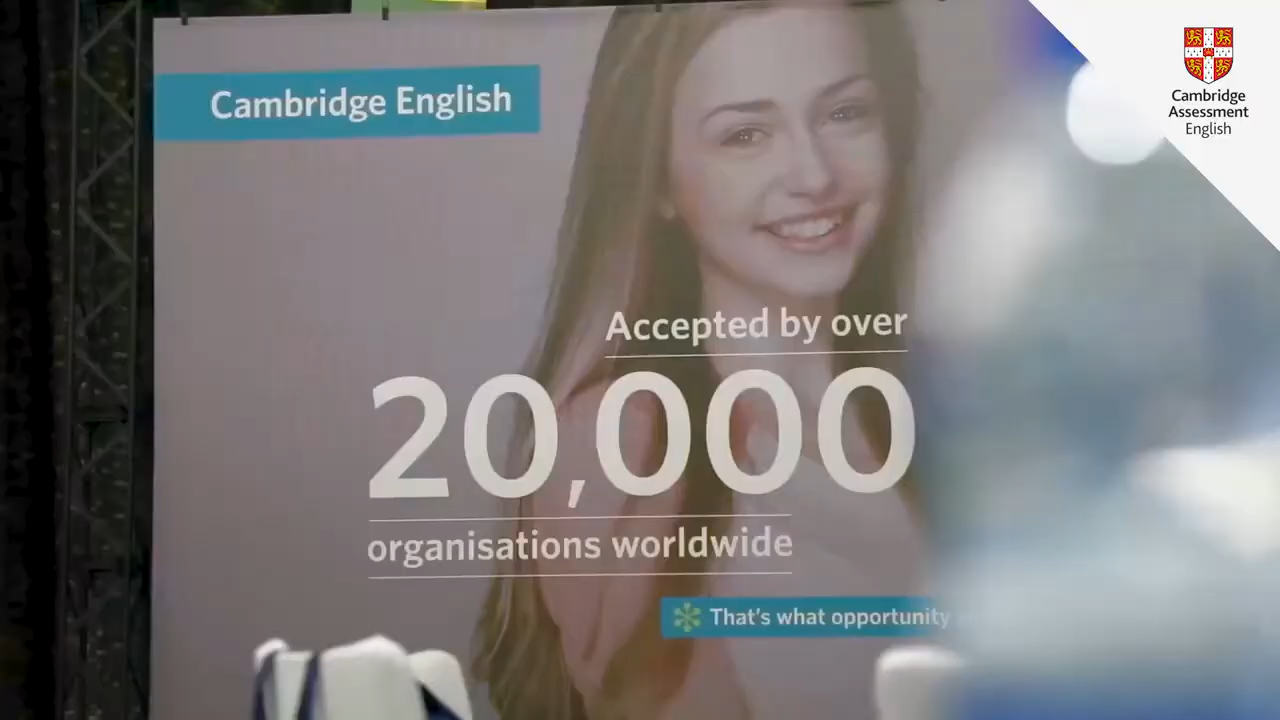 Cambridge English
Accepted by over
20,000
organisations worldwide
That's what opportunity
Cambridge
Assessment
English